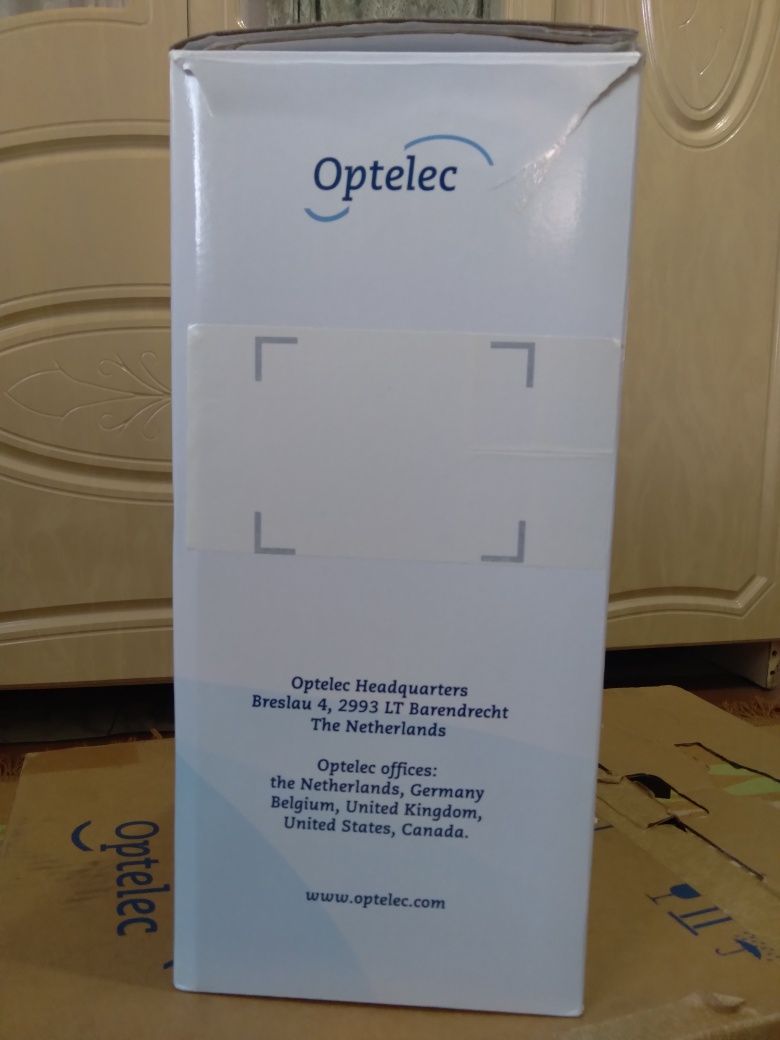 Optelec
Optelec Headquarters
Breslau 4, 2993 LT Barendrecht
The Netherlands
Optelec offices:
the Netherlands, Germany
Belgium, United Kingdom,
United States, Canada.
www.optelec.com
Optelec